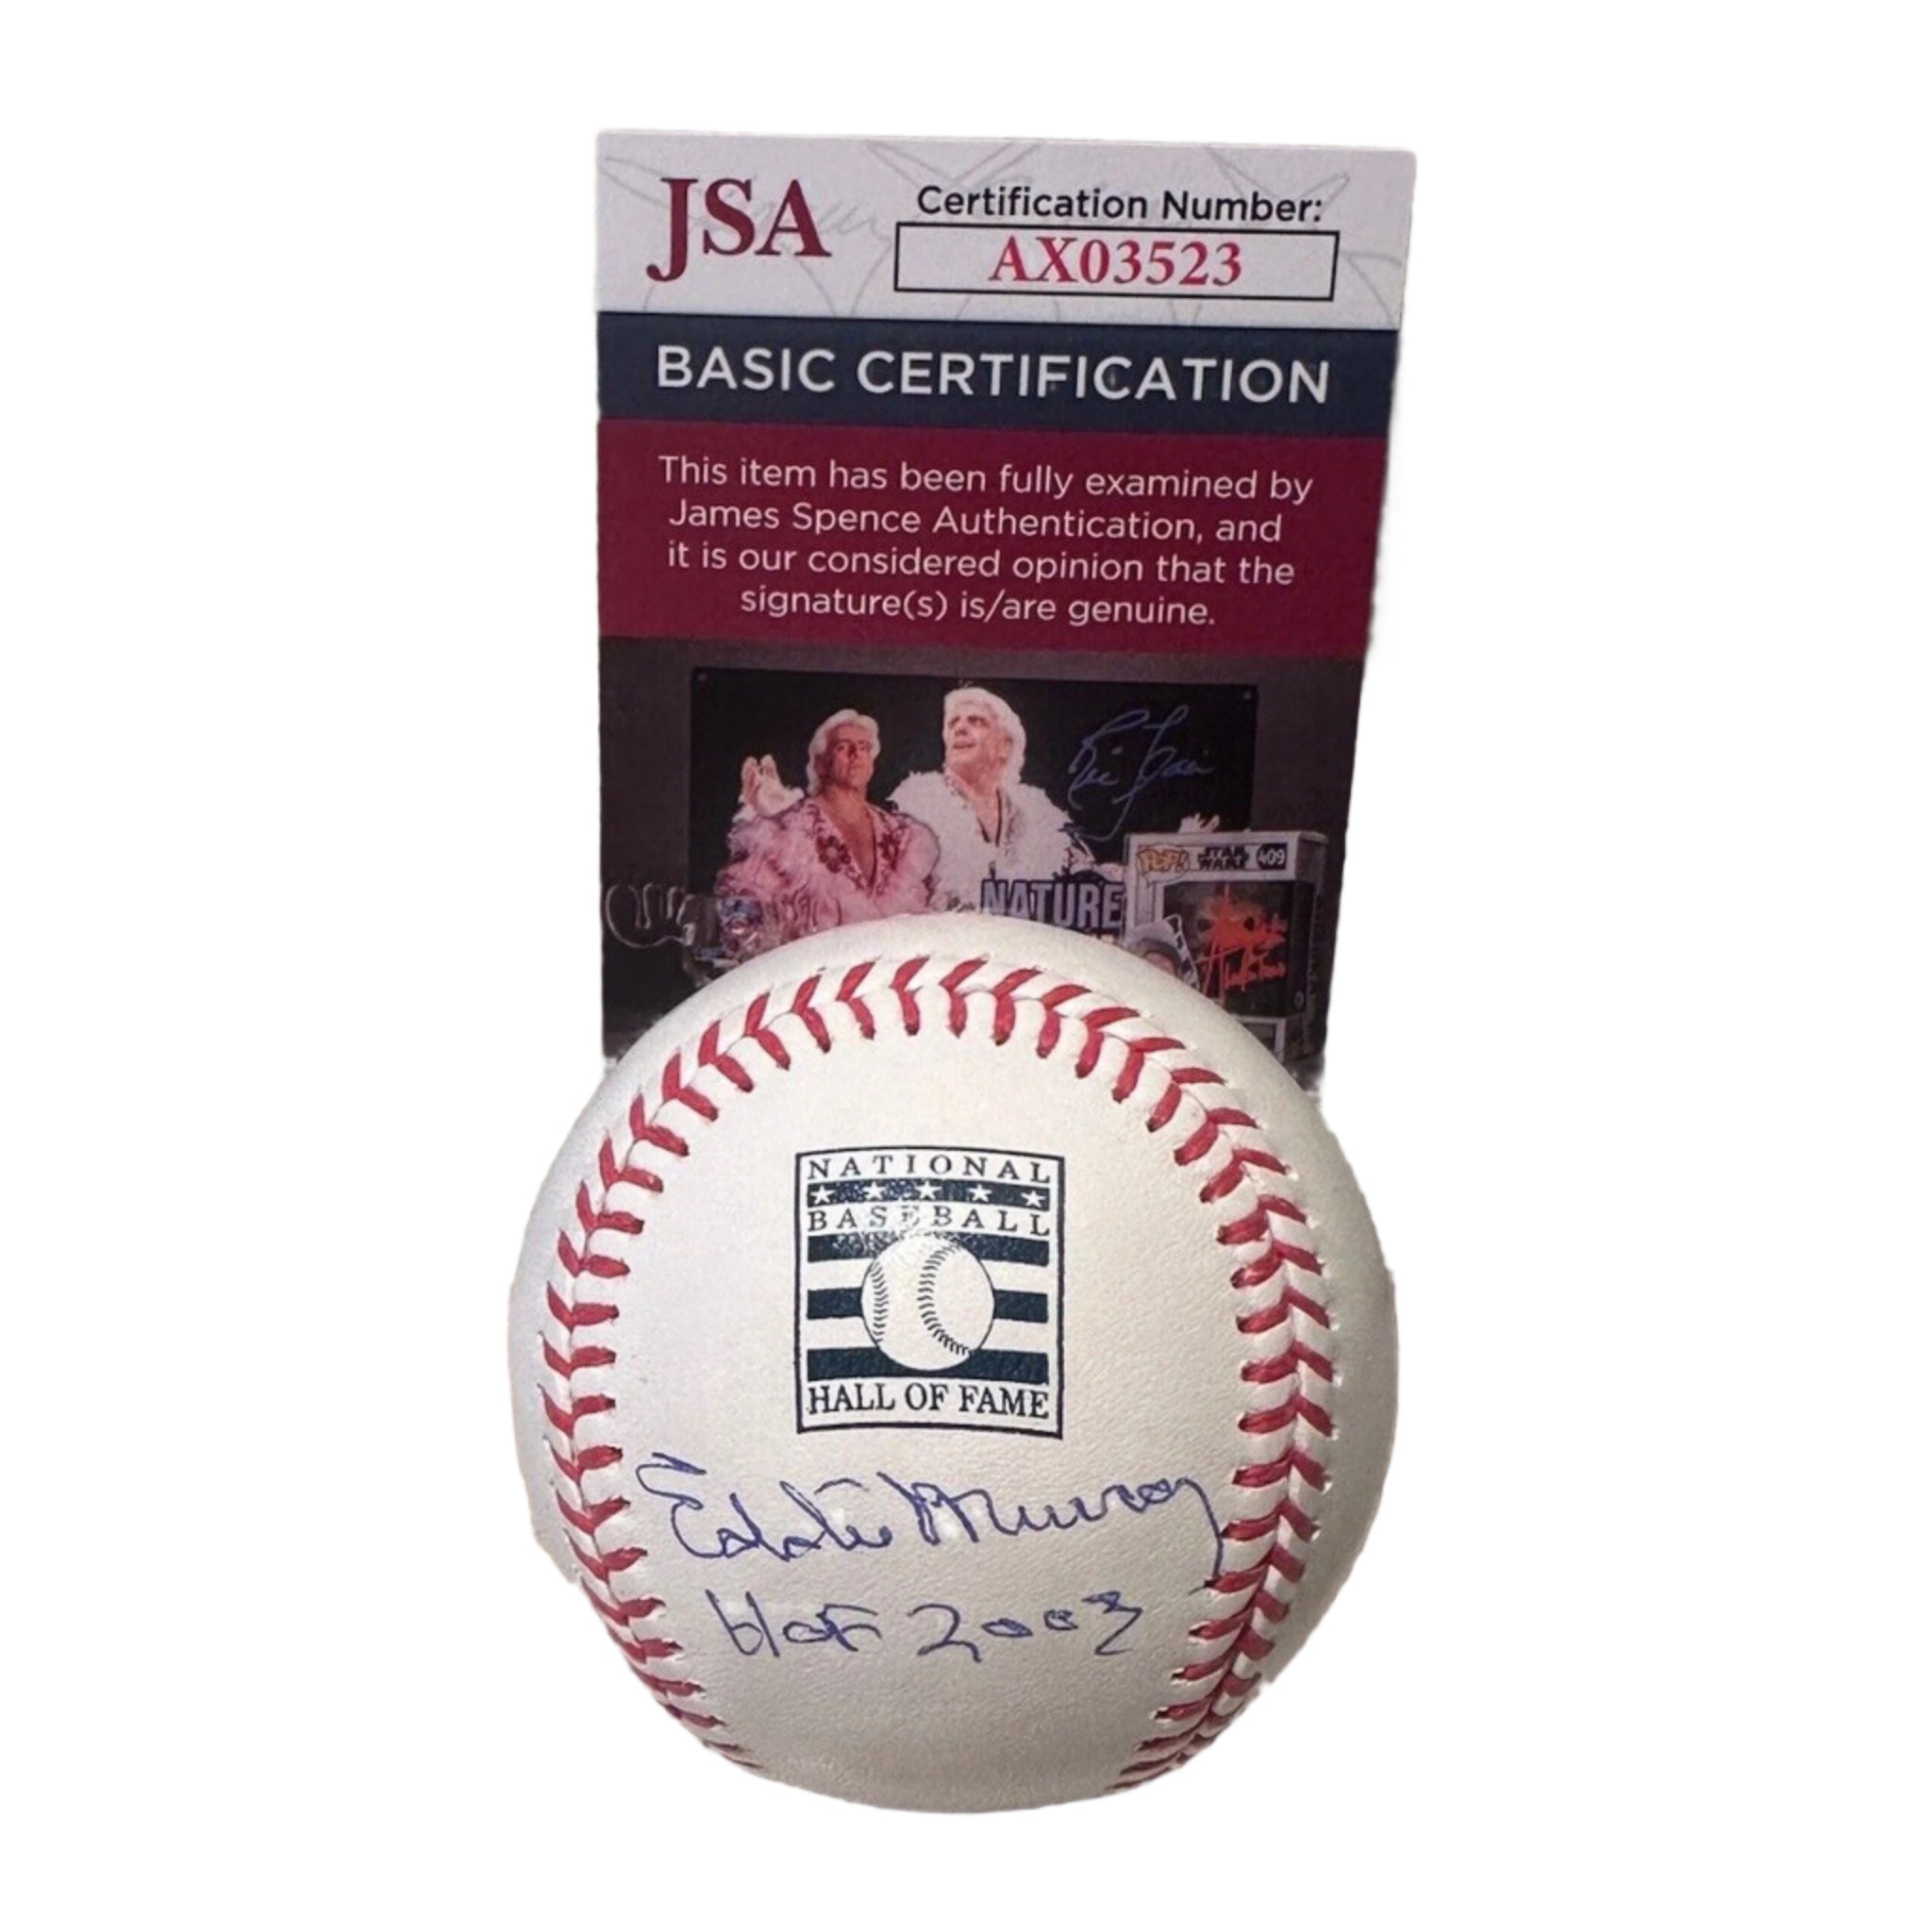 JSA
Certification Number:
AX03523
BASIC CERTIFICATION
This item has been fully examined by
James Spence Authentication, and
it is our considered opinion that the
signature(s) is/are genuine.
Ric Flair
POP! STAR WARS 409
NATURE
NATIONAL
BASEBALL
HALL OF FAME
Eddie Murray
HOF 2003